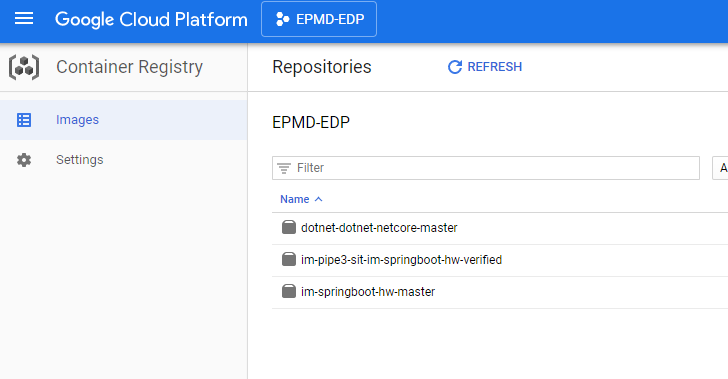 Google Cloud Platform EPMD-EDP
Container Registry
Repositories REFRESH
Images
Settings
EPMD-EDP
Filter
A
Name
dotnet-dotnet-netcore-master
im-pipe3-sit-im-springboot-hw-verified
im-springboot-hw-master